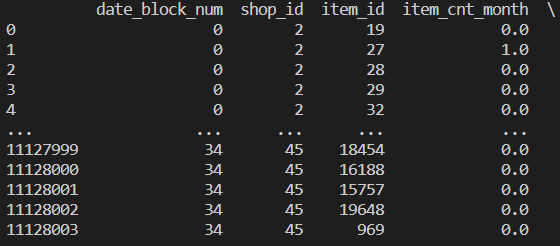 date_block_num  shop_id  item_id  item_cnt_month  \
0                      0        2       19             0.0
1                      0        2       27             1.0
2                      0        2       28             0.0
3                      0        2       29             0.0
4                      0        2       32             0.0
...                  ...      ...      ...             ...
11127999              34       45    18454             0.0
11128000              34       45    16188             0.0
11128001              34       45    15757             0.0
11128002              34       45    19648             0.0
11128003              34       45      969             0.0